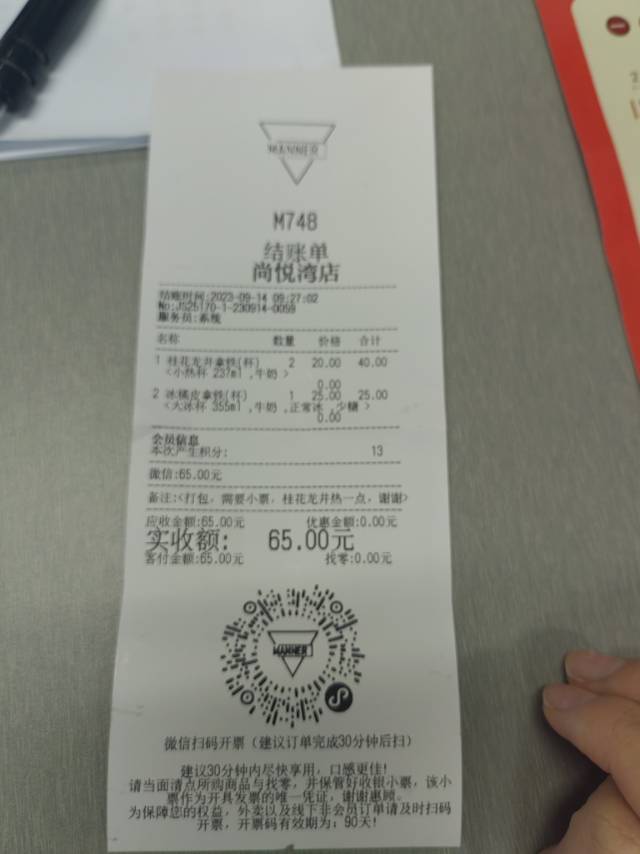 MANNER
M748
结账单
尚悦湾店
结账时间:2023-09-14 09:27:02
No:JS25170-1-230914-0059
服务员:系统
名称 数量 价格 合计
1 桂花龙井拿铁(杯) 2 20.00 40.00
<小热杯 237ml ,牛奶 >
0.00
2 冰橘皮拿铁(杯) 1 25.00 25.00
<大冰杯 355ml ,牛奶 ,正常冰 ,少糖 >
0.00
会员信息
本次产生积分: 13
微信:65.00元
备注:<打包, 需要小票, 桂花龙井热一点, 谢谢>
应收金额:65.00元 优惠金额:0.00元
实收额: 65.00元
客付金额:65.00元 找零:0.00元
MANNER
微信扫码开票（建议订单完成30分钟后扫）
建议30分钟内尽快享用，口感更佳!
请当面清点所购商品与找零，并保管好收银小票，该小
票作为开具发票的唯一凭证，谢谢惠顾。
为保障您的权益，外卖以及线下非会员订单请及时扫码
开票，开票码有效期为：90天!